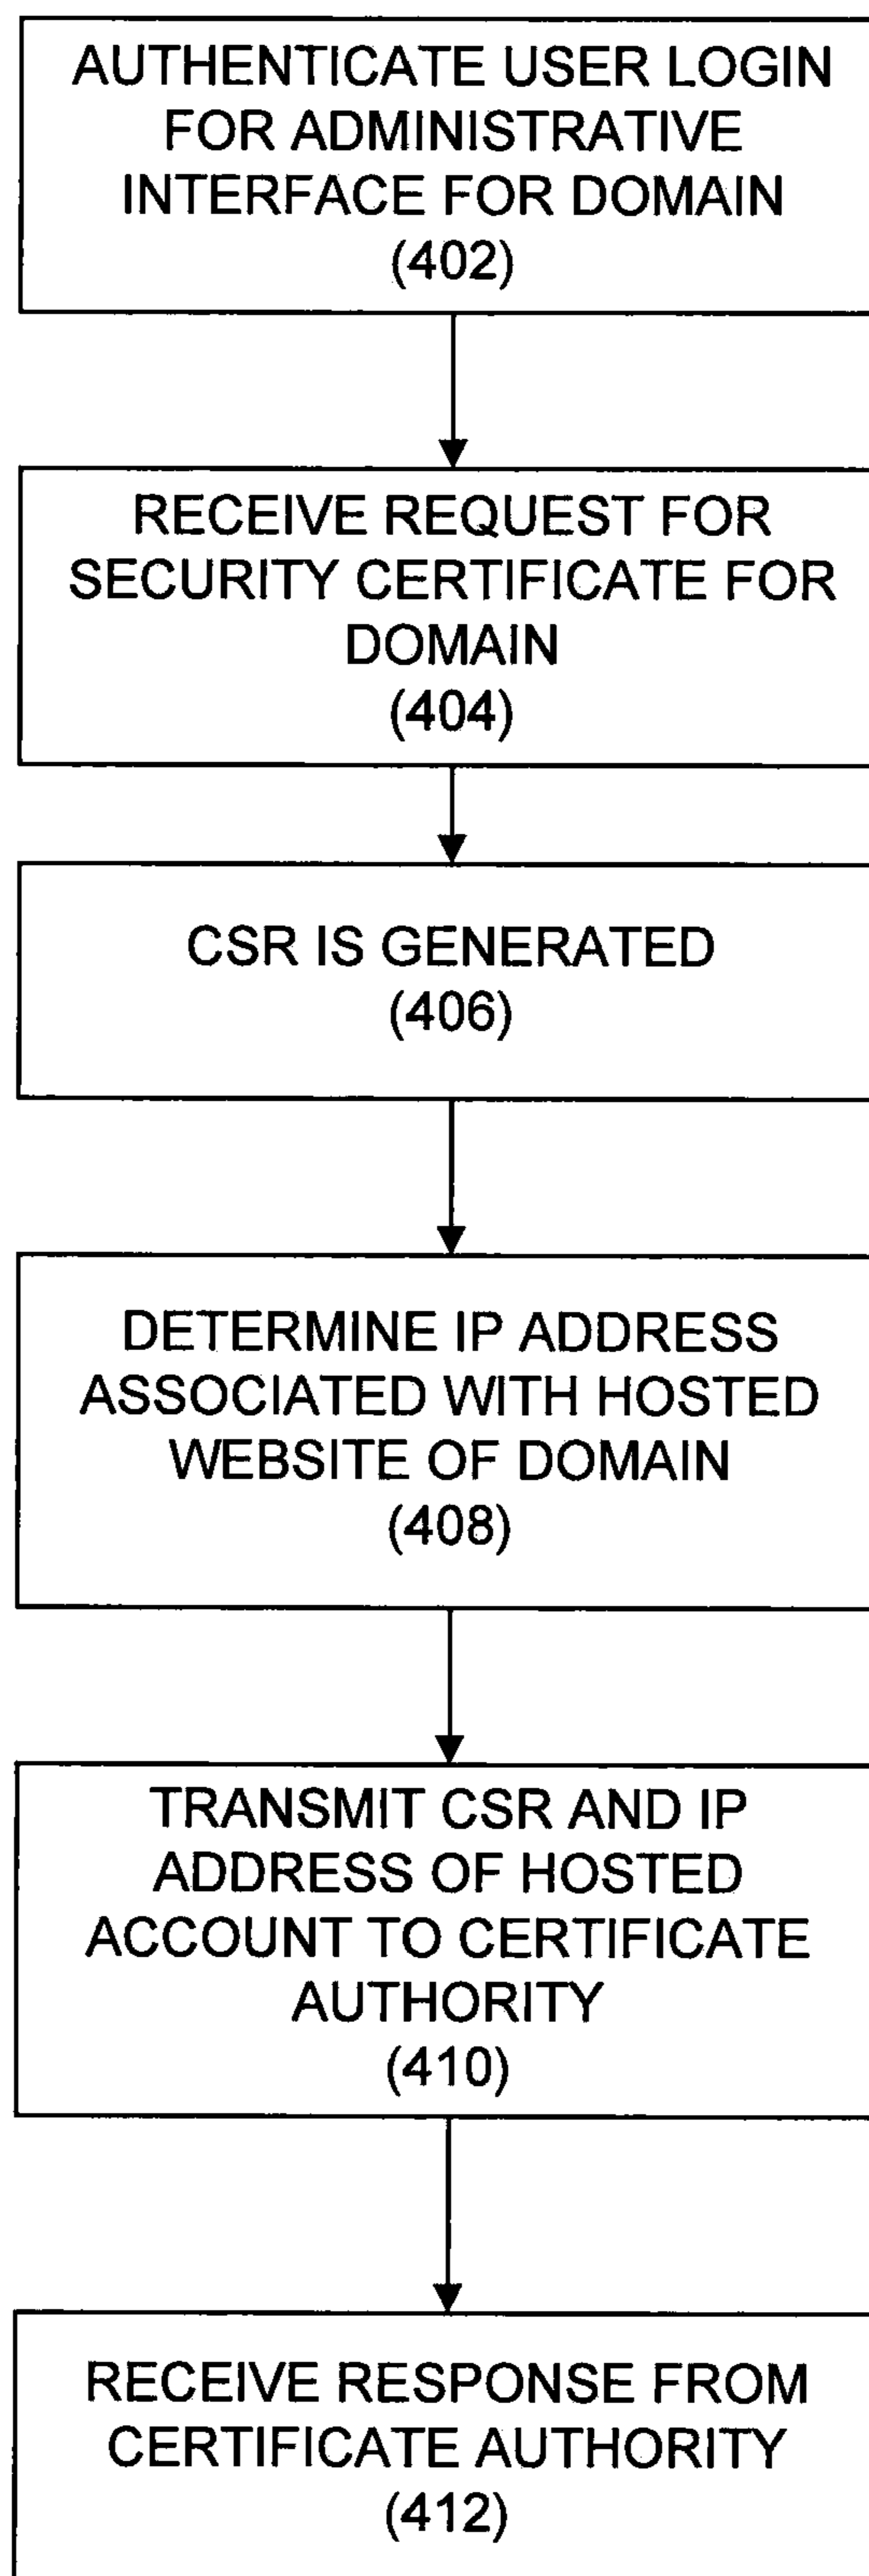 AUTHENTICATE USER LOGIN
FOR ADMINISTRATIVE
INTERFACE FOR DOMAIN
(402)
RECEIVE REQUEST FOR
SECURITY CERTIFICATE FOR
DOMAIN
(404)
CSR IS GENERATED
(406)
DETERMINE IP ADDRESS
ASSOCIATED WITH HOSTED
WEBSITE OF DOMAIN
(408)
TRANSMIT CSR AND IP
ADDRESS OF HOSTED
ACCOUNT TO CERTIFICATE
AUTHORITY
(410)
RECEIVE RESPONSE FROM
CERTIFICATE AUTHORITY
(412)